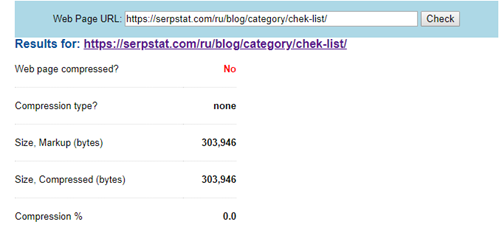 Web Page URL: https://serpstat.com/ru/blog/category/chek-list/ Check
Results for: https://serpstat.com/ru/blog/category/chek-list/
Web page compressed? No
Compression type? none
Size, Markup (bytes) 303,946
Size, Compressed (bytes) 303,946
Compression % 0.0